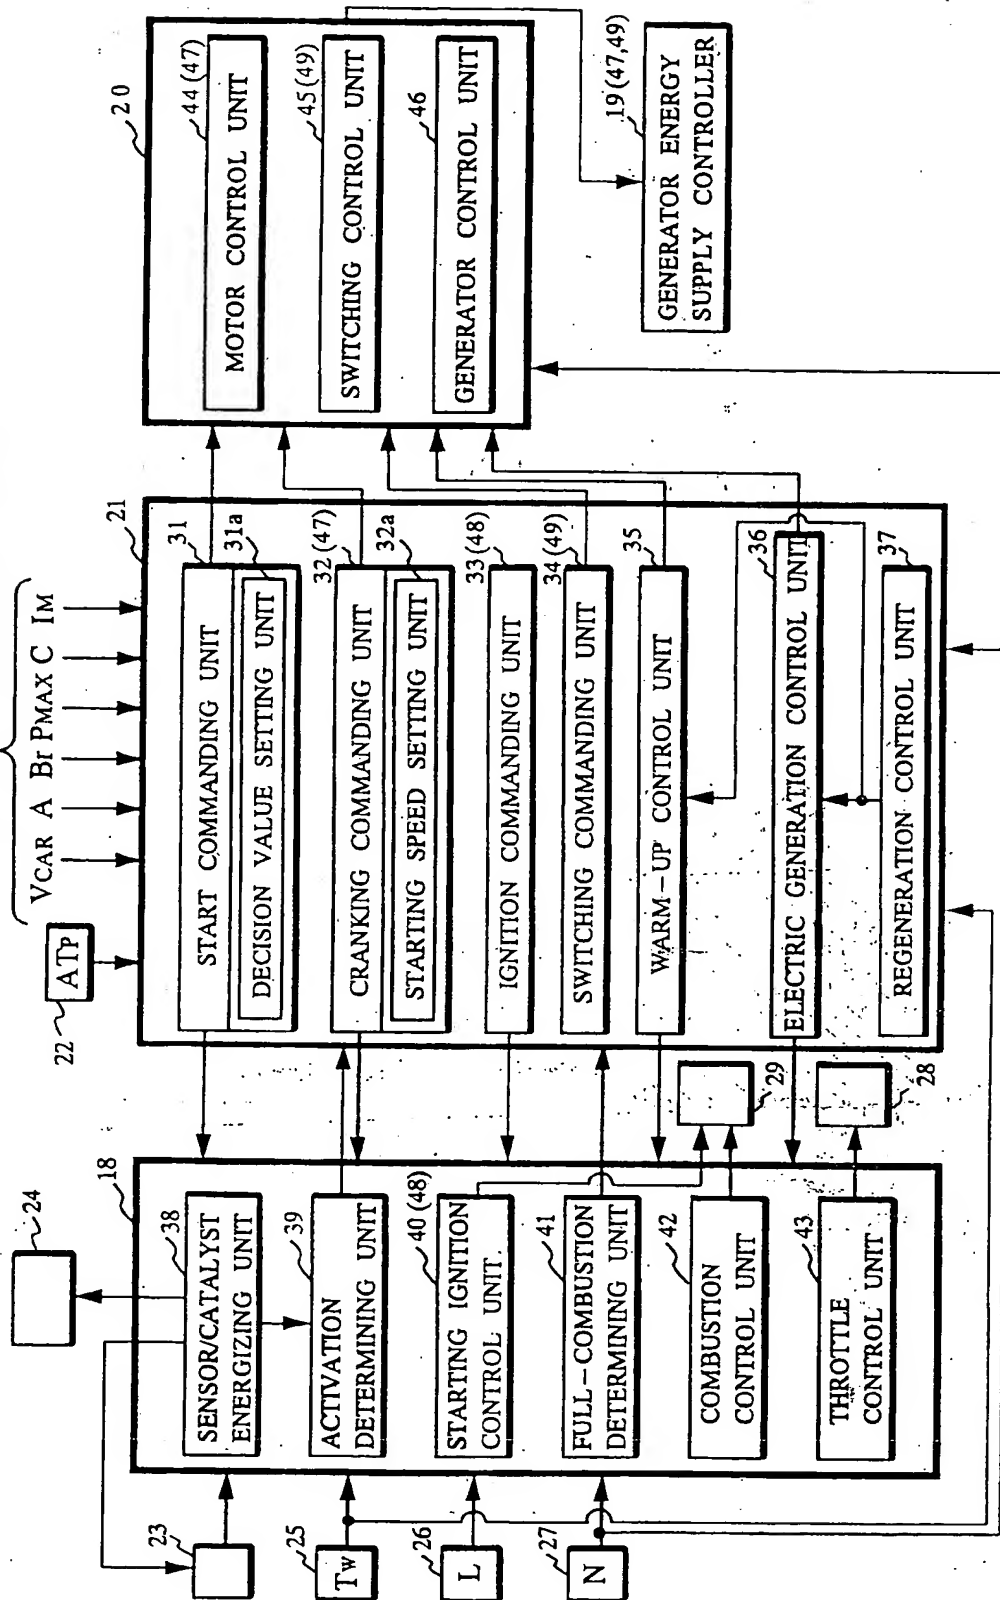 24
18
38
SENSOR/CATALYST
ENERGIZING UNIT
39
ACTIVATION
DETERMINING UNIT
40 (48)
STARTING IGNITION
CONTROL UNIT
41
FULL-COMBUSTION
DETERMINING UNIT
42
COMBUSTION
CONTROL UNIT
43
THROTTLE
CONTROL UNIT
23
25
TW
26
L
27
N
29
28
22
ATP
VCAR A Br PMAX C IM
21
31
START COMMANDING UNIT
31a
DECISION VALUE SETTING UNIT
32 (47)
CRANKING COMMANDING UNIT
32a
STARTING SPEED SETTING UNIT
33 (48)
IGNITION COMMANDING UNIT
34 (49)
SWITCHING COMMANDING UNIT
35
WARM-UP CONTROL UNIT
36
ELECTRIC GENERATION CONTROL UNIT
37
REGENERATION CONTROL UNIT
20
44 (47)
MOTOR CONTROL UNIT
45 (49)
SWITCHING CONTROL UNIT
46
GENERATOR CONTROL UNIT
19 (47,49)
GENERATOR ENERGY
SUPPLY CONTROLLER